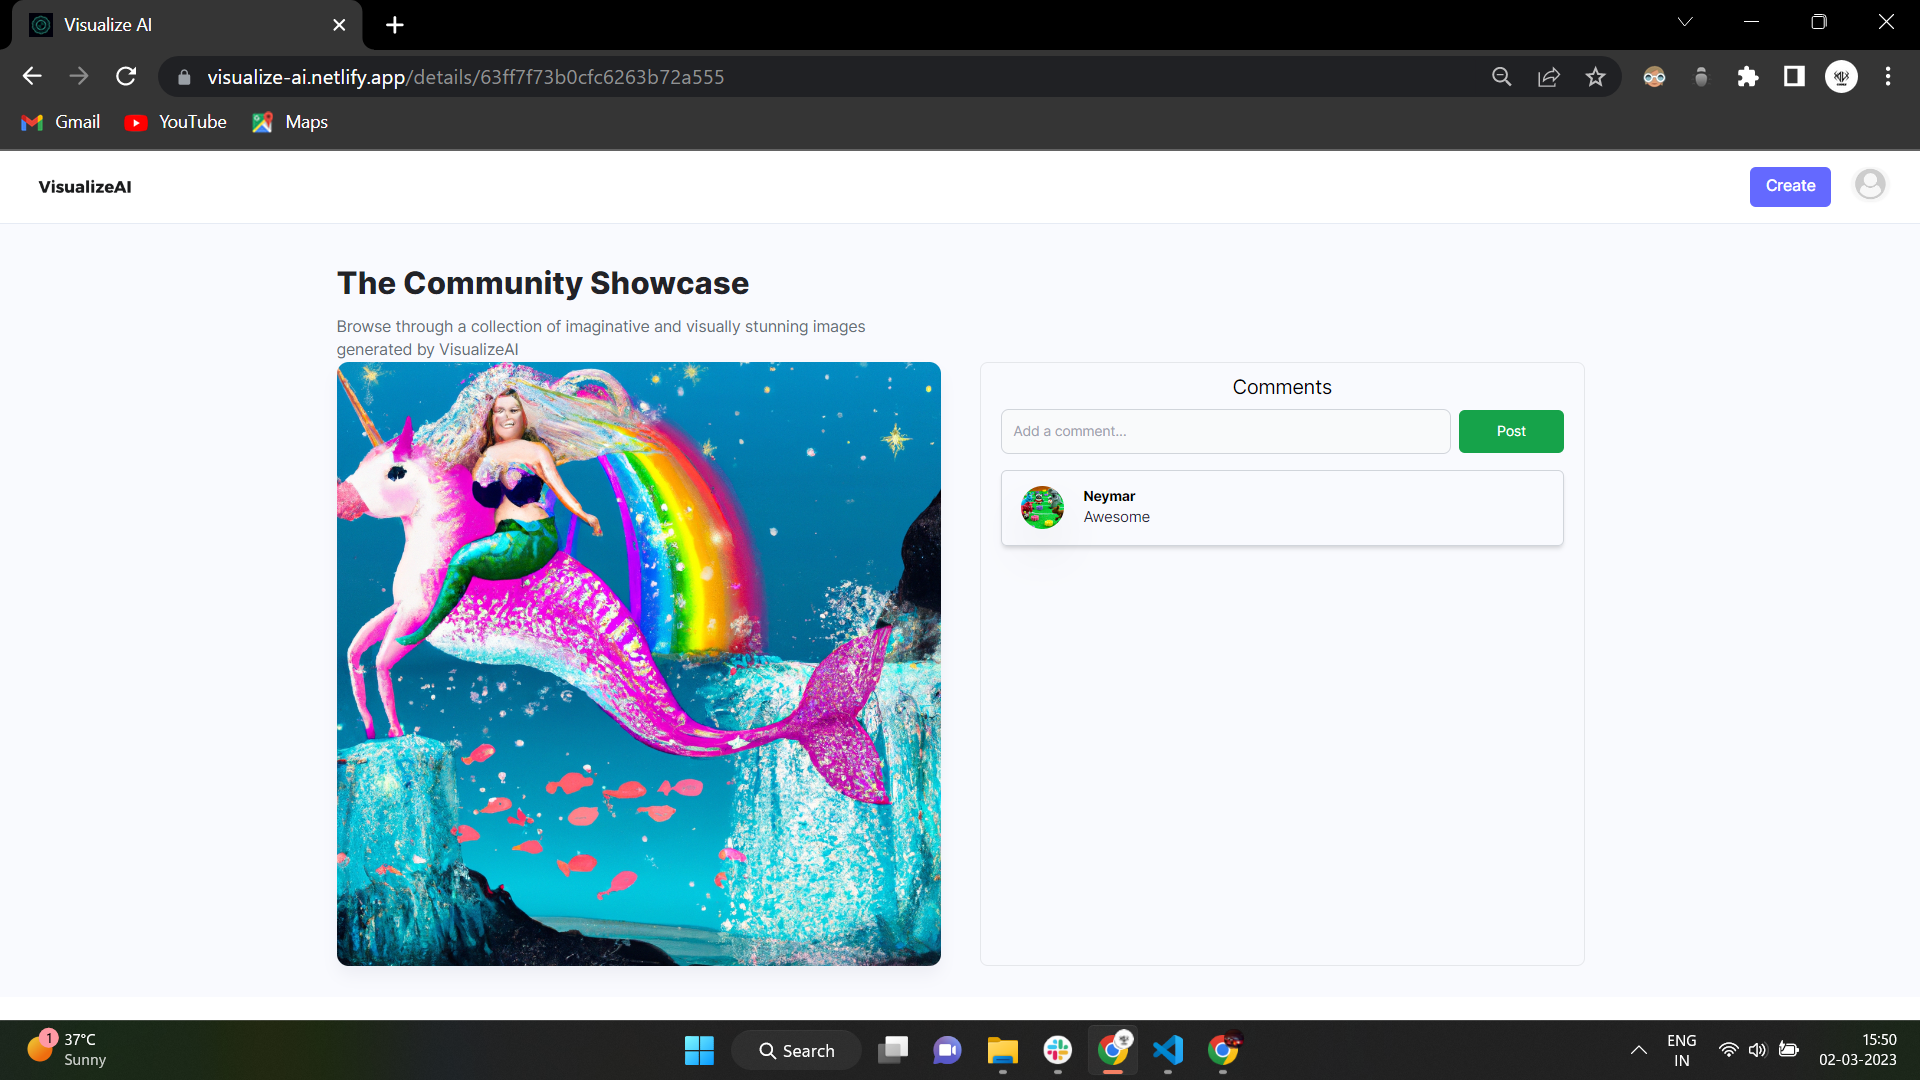 Visualize AI
visualize-ai.netlify.app/details/63ff7f73b0cfc6263b72a555
Gmail
YouTube
Maps
VisualizeAI
Create
The Community Showcase
Browse through a collection of imaginative and visually stunning images
generated by VisualizeAI
Comments
Add a comment...
Post
Neymar
Awesome
1
37°C
Sunny
Search
ENG
IN
15:50
02-03-2023